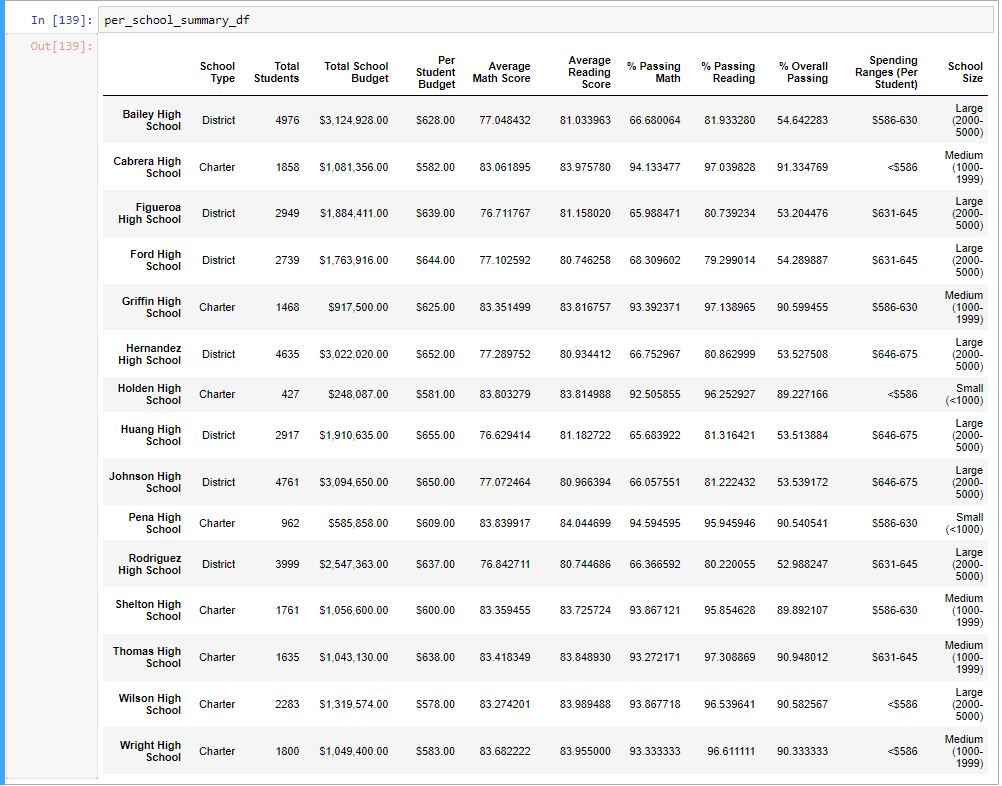 In [139]: per_school_summary_df
Out[139]:
School Type Total Students Total School Budget Per Student Budget Average Math Score Average Reading Score % Passing Math % Passing Reading % Overall Passing Spending Ranges (Per Student) School Size
Bailey High School District 4976 $3,124,928.00 $628.00 77.048432 81.033963 66.680064 81.933280 54.642283 $586-630 Large (2000-5000)
Cabrera High School Charter 1858 $1,081,356.00 $582.00 83.061895 83.975780 94.133477 97.039828 91.334769 <$586 Medium (1000-1999)
Figueroa High School District 2949 $1,884,411.00 $639.00 76.711767 81.158020 65.988471 80.739234 53.204476 $631-645 Large (2000-5000)
Ford High School District 2739 $1,763,916.00 $644.00 77.102592 80.746258 68.309602 79.299014 54.289887 $631-645 Large (2000-5000)
Griffin High School Charter 1468 $917,500.00 $625.00 83.351499 83.816757 93.392371 97.138965 90.599455 $586-630 Medium (1000-1999)
Hernandez High School District 4635 $3,022,020.00 $652.00 77.289752 80.934412 66.752967 80.862999 53.527508 $646-675 Large (2000-5000)
Holden High School Charter 427 $248,087.00 $581.00 83.803279 83.814988 92.505855 96.252927 89.227166 <$586 Small (<1000)
Huang High School District 2917 $1,910,635.00 $655.00 76.629414 81.182722 65.683922 81.316421 53.513884 $646-675 Large (2000-5000)
Johnson High School District 4761 $3,094,650.00 $650.00 77.072464 80.966394 66.057551 81.222432 53.539172 $646-675 Large (2000-5000)
Pena High School Charter 962 $585,858.00 $609.00 83.839917 84.044699 94.594595 95.945946 90.540541 $586-630 Small (<1000)
Rodriguez High School District 3999 $2,547,363.00 $637.00 76.842711 80.744686 66.366592 80.220055 52.988247 $631-645 Large (2000-5000)
Shelton High School Charter 1761 $1,056,600.00 $600.00 83.359455 83.725724 93.867121 95.854628 89.892107 $586-630 Medium (1000-1999)
Thomas High School Charter 1635 $1,043,130.00 $638.00 83.418349 83.848930 93.272171 97.308869 90.948012 $631-645 Medium (1000-1999)
Wilson High School Charter 2283 $1,319,574.00 $578.00 83.274201 83.989488 93.867718 96.539641 90.582567 <$586 Large (2000-5000)
Wright High School Charter 1800 $1,049,400.00 $583.00 83.682222 83.955000 93.333333 96.611111 90.333333 <$586 Medium (1000-1999)